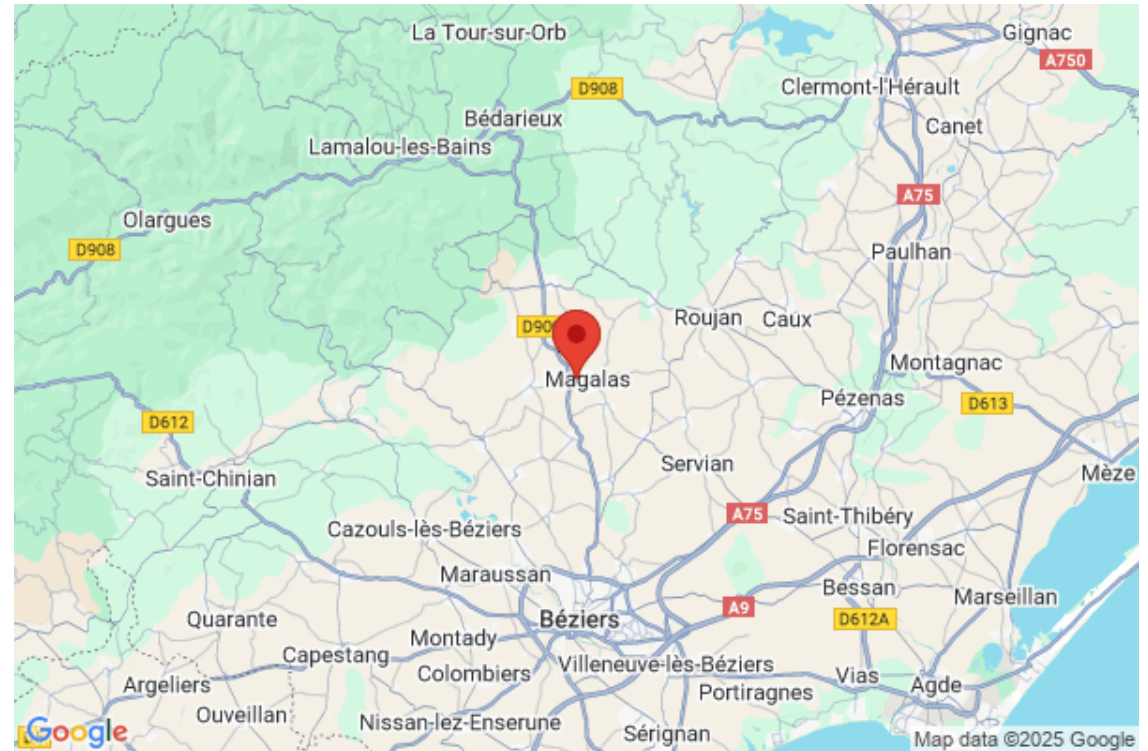 La Tour-sur-Orb
Gignac
A750
D908
Clermont-l'Hérault
Bédarieux
Canet
Lamalou-les-Bains
A75
Olargues
D908
Paulhan
Roujan
Caux
Magalas
Montagnac
Pézenas
D613
D612
Servian
Mèze
Saint-Chinian
A75
Saint-Thibéry
Cazouls-lès-Béziers
Florensac
Maraussan
Bessan
Marseillan
A9
Quarante
Béziers
D612A
Montady
Capestang
Villeneuve-lès-Béziers
Colombiers
Vias
Argeliers
Portiragnes
Agde
Ouveillan
Nissan-lez-Enserune
Sérignan
Google
Map data ©2025 Google